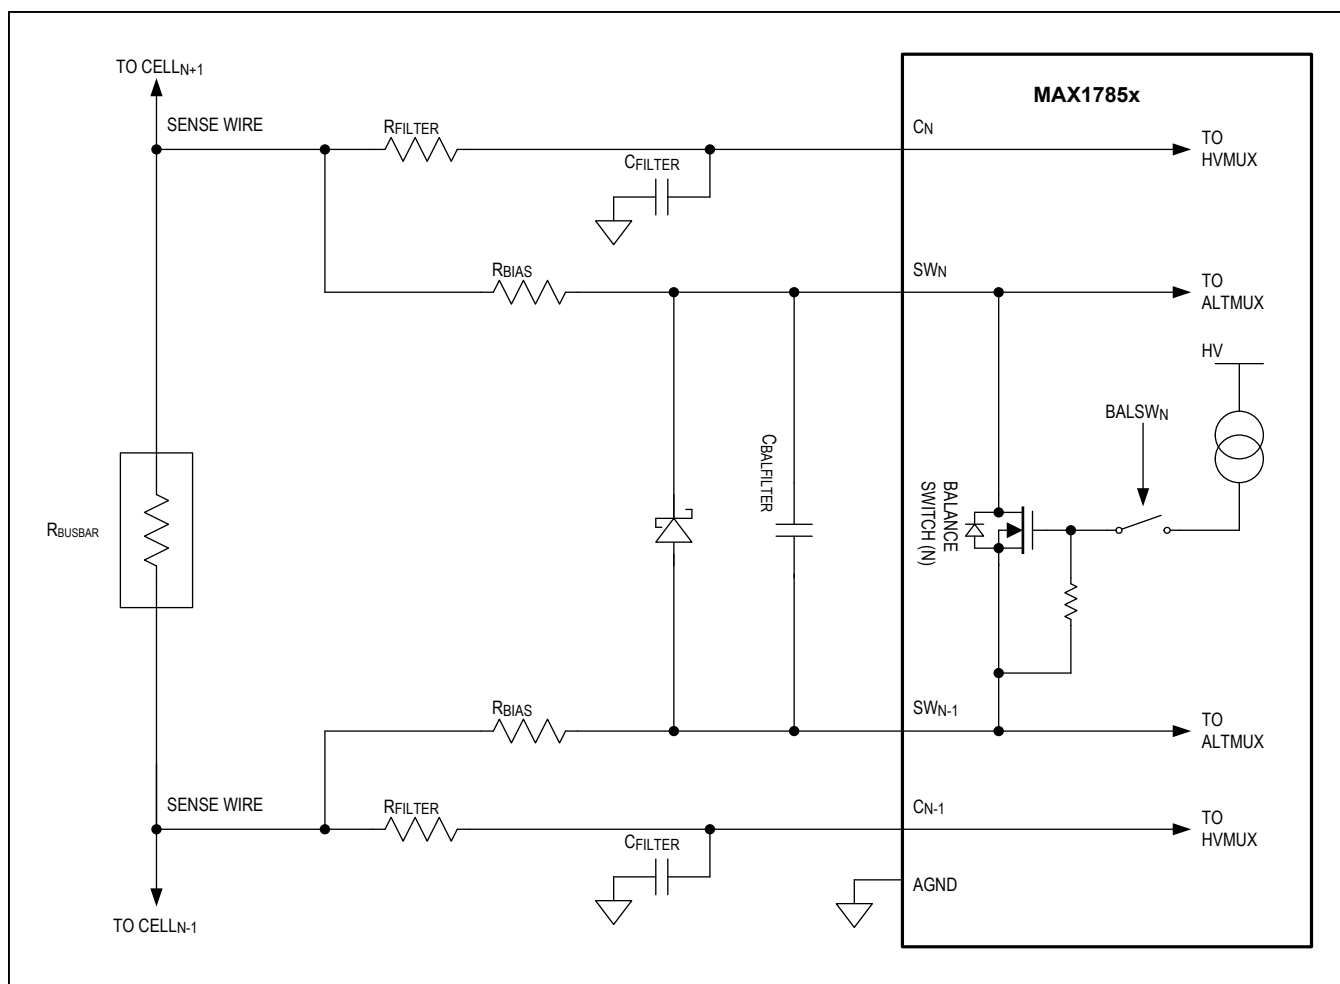 TO CELLN+1
MAX1785x
SENSE WIRE
RFILTER
CN
TO
HVMUX
CFILTER
RBIAS
SWN
TO
ALTMUX
HV
BALSWN
CBALFILTER
BALANCE
SWITCH (N)
RBUSBAR
RBIAS
SWN-1
TO
ALTMUX
SENSE WIRE
RFILTER
CN-1
TO
HVMUX
CFILTER
AGND
TO CELLN-1